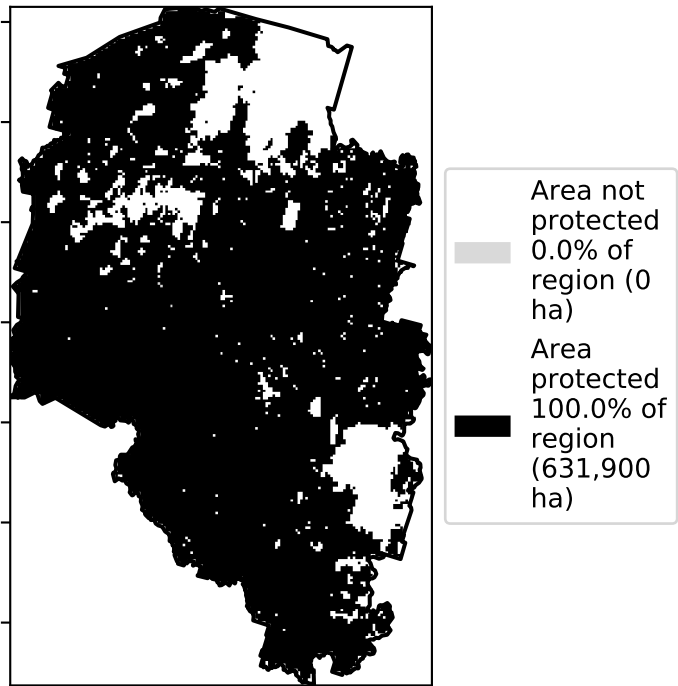 Area not
protected
0.0% of
region (0
ha)
Area
protected
100.0% of
region
(631,900
ha)